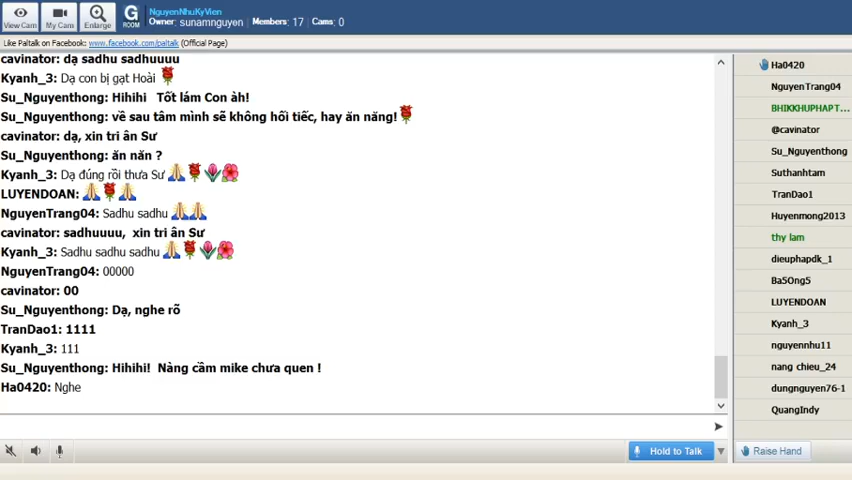 NguyenNhuKyVien
Owner: sunamnguyen Members: 17 Cams: 0
View Cam My Cam Enlarge G ROOM
Like Paltalk on Facebook: www.facebook.com/paltalk (Official Page)
cavinator: dạ sadhu sadhuuuu
Kyanh_3: Dạ con bị gạt Hoài
Su_Nguyenthong: Hihihi Tốt lám Con àh!
Su_Nguyenthong: về sau tâm mình sẽ không hối tiếc, hay ăn năng!
cavinator: dạ, xin tri ân Sư
Su_Nguyenthong: ăn năn ?
Kyanh_3: Dạ đúng rồi thưa Sư
LUYENDOAN:
NguyenTrang04: Sadhu sadhu
cavinator: sadhuuuu, xin tri ân Sư
Kyanh_3: Sadhu sadhu sadhu
NguyenTrang04: 00000
cavinator: 00
Su_Nguyenthong: Dạ, nghe rõ
TranDao1: 1111
Kyanh_3: 111
Su_Nguyenthong: Hihihi! Nàng cầm mike chưa quen !
Ha0420: Nghe
Hold to Talk
Ha0420
NguyenTrang04
BHIKKHUPHAPT...
@cavinator
Su_Nguyenthong
Suthanhtam
TranDao1
Huyenmong2013
thy lam
dieuphapdk_1
Ba5Ong5
LUYENDOAN
Kyanh_3
nguyennhu11
nang chieu_24
dungnguyen76-1
QuangIndy
Raise Hand